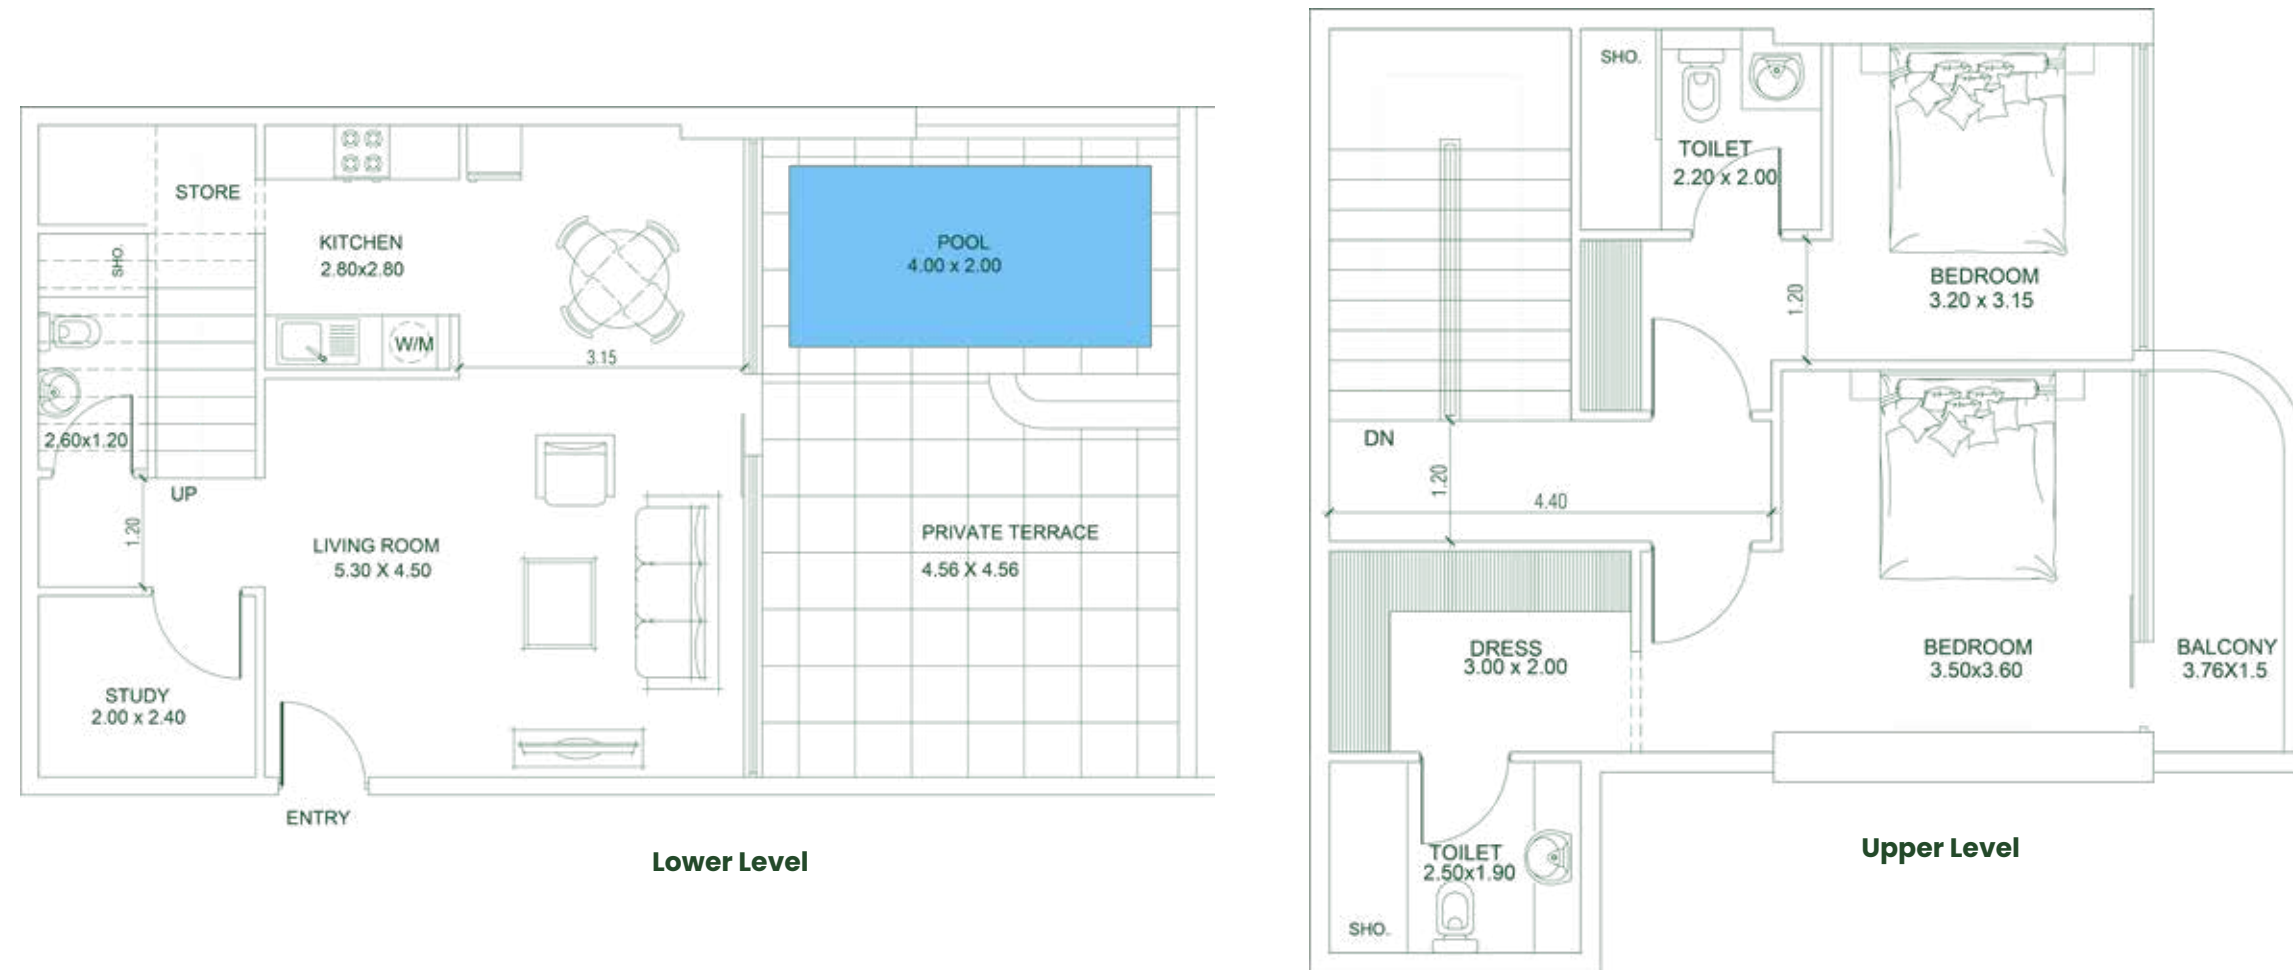 STORE
SHO.
KITCHEN
2.80x2.80
W/M
3.15
POOL
4.00 x 2.00
2.60x1.20
UP
1.20
LIVING ROOM
5.30 X 4.50
PRIVATE TERRACE
4.56 X 4.56
STUDY
2.00 x 2.40
ENTRY
Lower Level
SHO.
TOILET
2.20 x 2.00
BEDROOM
3.20 x 3.15
1.20
DN
1.20
4.40
DRESS
3.00 x 2.00
BEDROOM
3.50x3.60
BALCONY
3.76X1.5
TOILET
2.50x1.90
SHO.
Upper Level